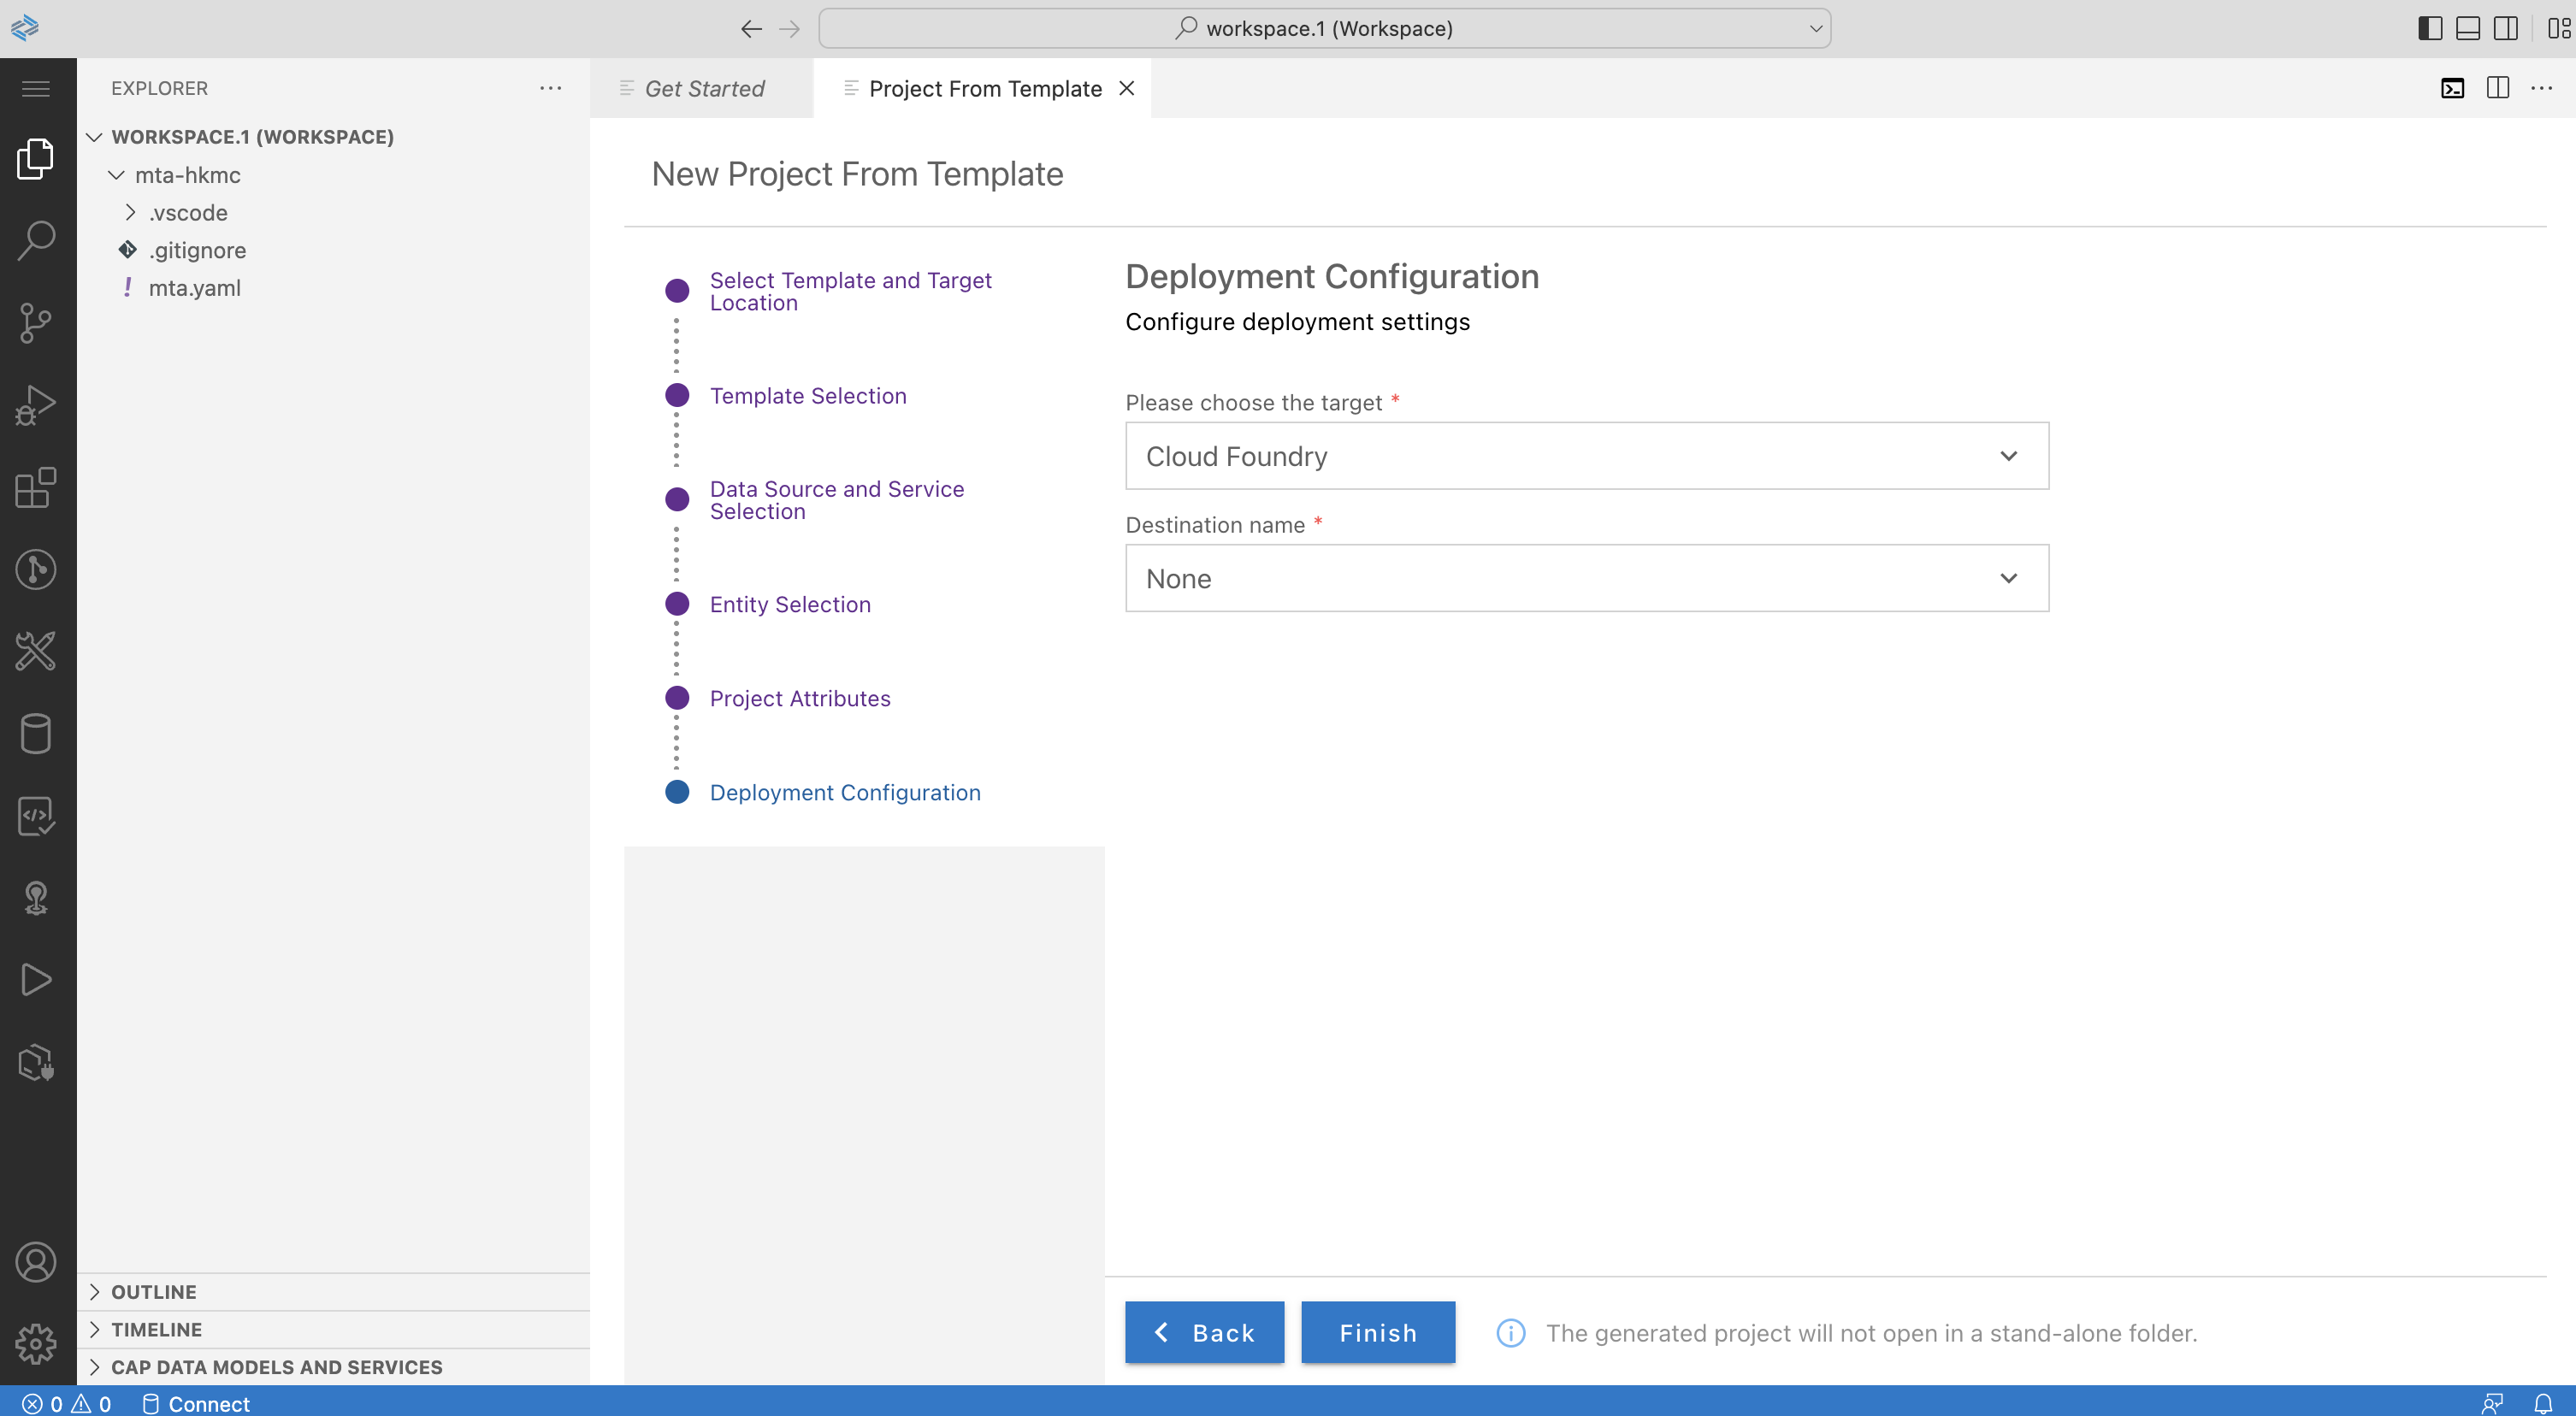 workspace.1 (Workspace)
EXPLORER
WORKSPACE.1 (WORKSPACE)
mta-hkmc
.vscode
.gitignore
! mta.yaml
OUTLINE
TIMELINE
CAP DATA MODELS AND SERVICES
Get Started
Project From Template
New Project From Template
Select Template and Target
Location
Template Selection
Data Source and Service
Selection
Entity Selection
Project Attributes
Deployment Configuration
Deployment Configuration
Configure deployment settings
Please choose the target *
Cloud Foundry
Destination name *
None
Back
Finish
The generated project will not open in a stand-alone folder.
0 0 Connect